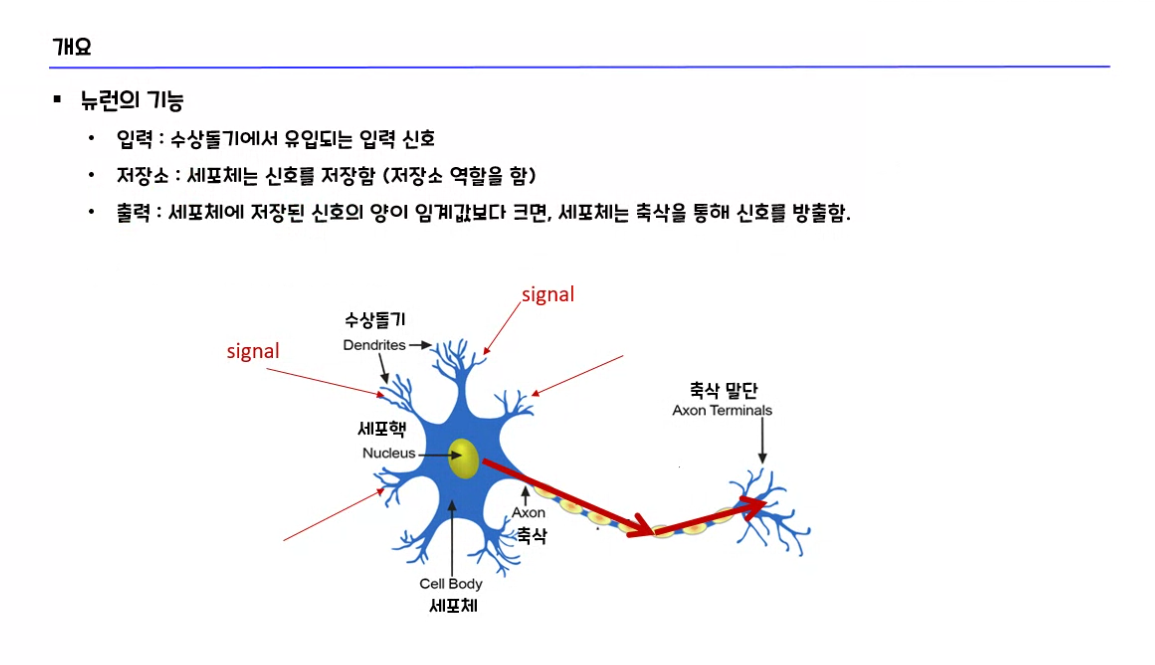 개요
▪ 뉴런의 기능
• 입력 : 수상돌기에서 유입되는 입력 신호
• 저장소 : 세포체는 신호를 저장함 (저장소 역할을 함)
• 출력 : 세포체에 저장된 신호의 양이 임계값보다 크면, 세포체는 축삭을 통해 신호를 방출함.
signal
수상돌기
Dendrites
signal
축삭 말단
Axon Terminals
세포핵
Nucleus
Axon
축삭
Cell Body
세포체